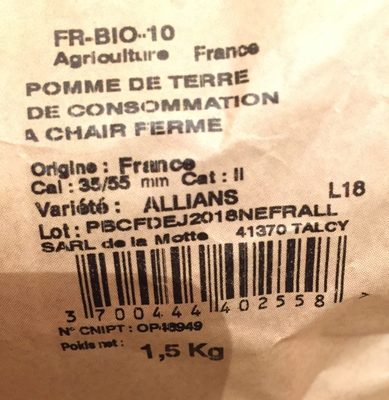 FR-BIO-10
Agriculture France
POMME DE TERRE
DE CONSOMMATION
A CHAIR FERME
Origine : France
Cal : 35/55 mm Cat : II
Variété : ALLIANS L18
Lot : PBCFDEJ2018NEFRALL
SARL de la Motte 41370 TALCY
3 700444 402558 >
N° CNIPT : OP48949
Poids net : 1,5 Kg